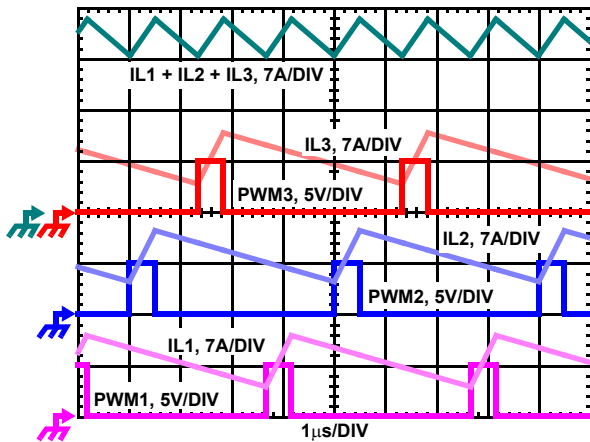 IL1 + IL2 + IL3, 7A/DIV
IL3, 7A/DIV
PWM3, 5V/DIV
IL2, 7A/DIV
PWM2, 5V/DIV
IL1, 7A/DIV
PWM1, 5V/DIV
1μs/DIV